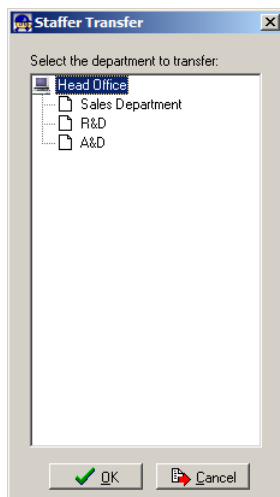 Staffer Transfer
Select the department to transfer:
Head Office
Sales Department
R&D
A&D
OK
Cancel